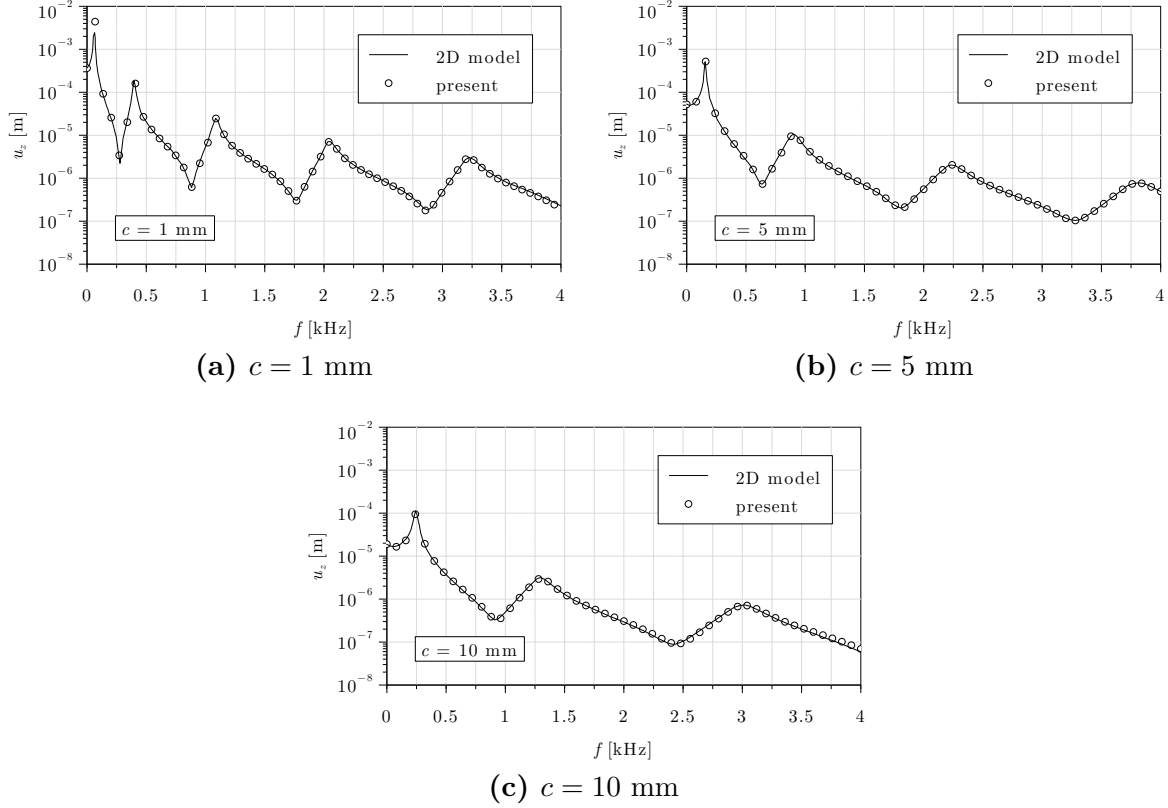 10⁻²
10⁻³
10⁻⁴
10⁻⁵
10⁻⁶
10⁻⁷
10⁻⁸
u_z [m]
2D model
present
c = 1 mm
0 0.5 1 1.5 2 2.5 3 3.5 4
f [kHz]
(a) c = 1 mm
10⁻²
10⁻³
10⁻⁴
10⁻⁵
10⁻⁶
10⁻⁷
10⁻⁸
u_z [m]
2D model
present
c = 5 mm
0 0.5 1 1.5 2 2.5 3 3.5 4
f [kHz]
(b) c = 5 mm
10⁻²
10⁻³
10⁻⁴
10⁻⁵
10⁻⁶
10⁻⁷
10⁻⁸
u_z [m]
2D model
present
c = 10 mm
0 0.5 1 1.5 2 2.5 3 3.5 4
f [kHz]
(c) c = 10 mm